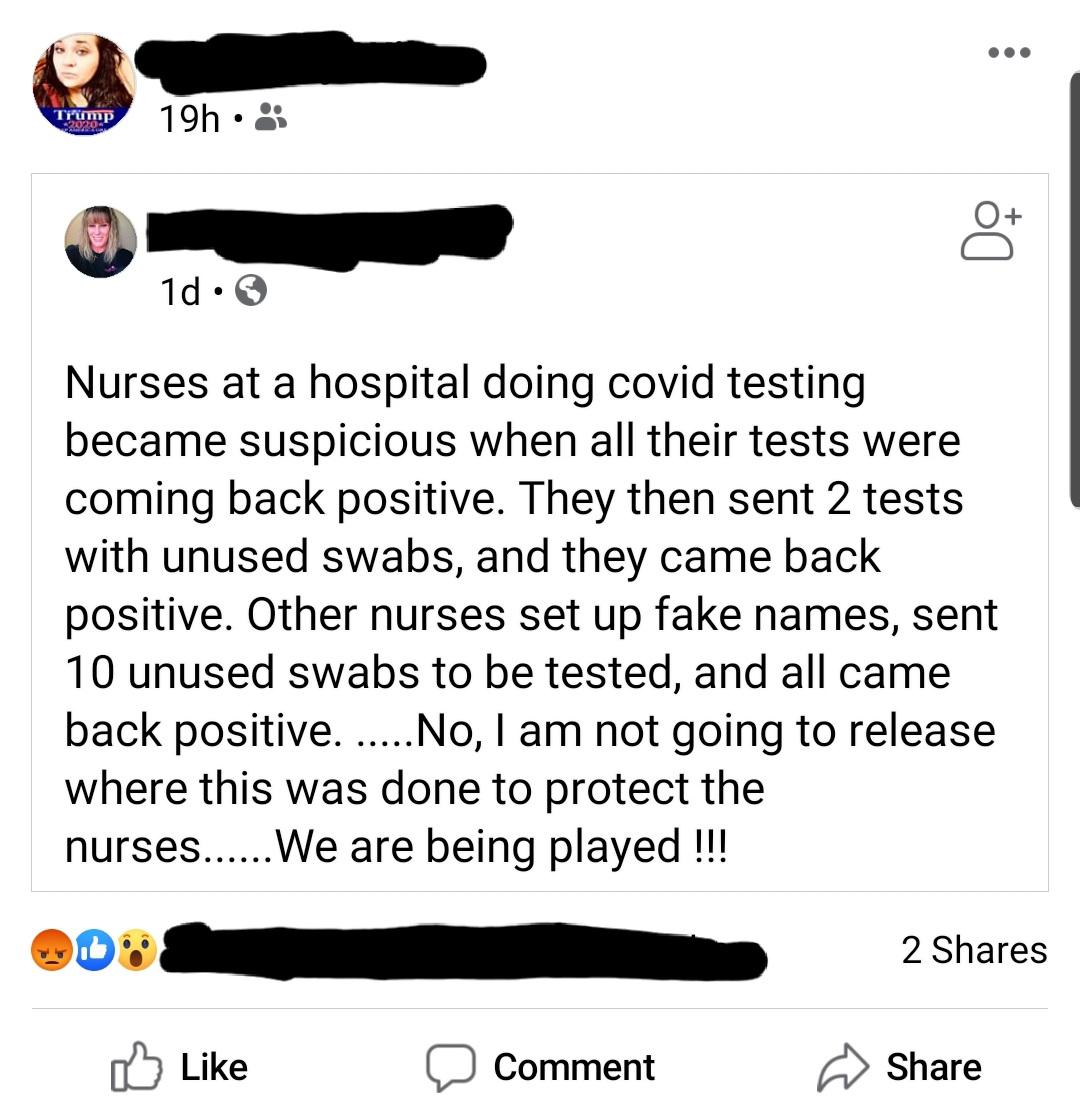 Trump
2020
19h •
1d •
Nurses at a hospital doing covid testing
became suspicious when all their tests were
coming back positive. They then sent 2 tests
with unused swabs, and they came back
positive. Other nurses set up fake names, sent
10 unused swabs to be tested, and all came
back positive. .....No, I am not going to release
where this was done to protect the
nurses......We are being played !!!
2 Shares
Like
Comment
Share